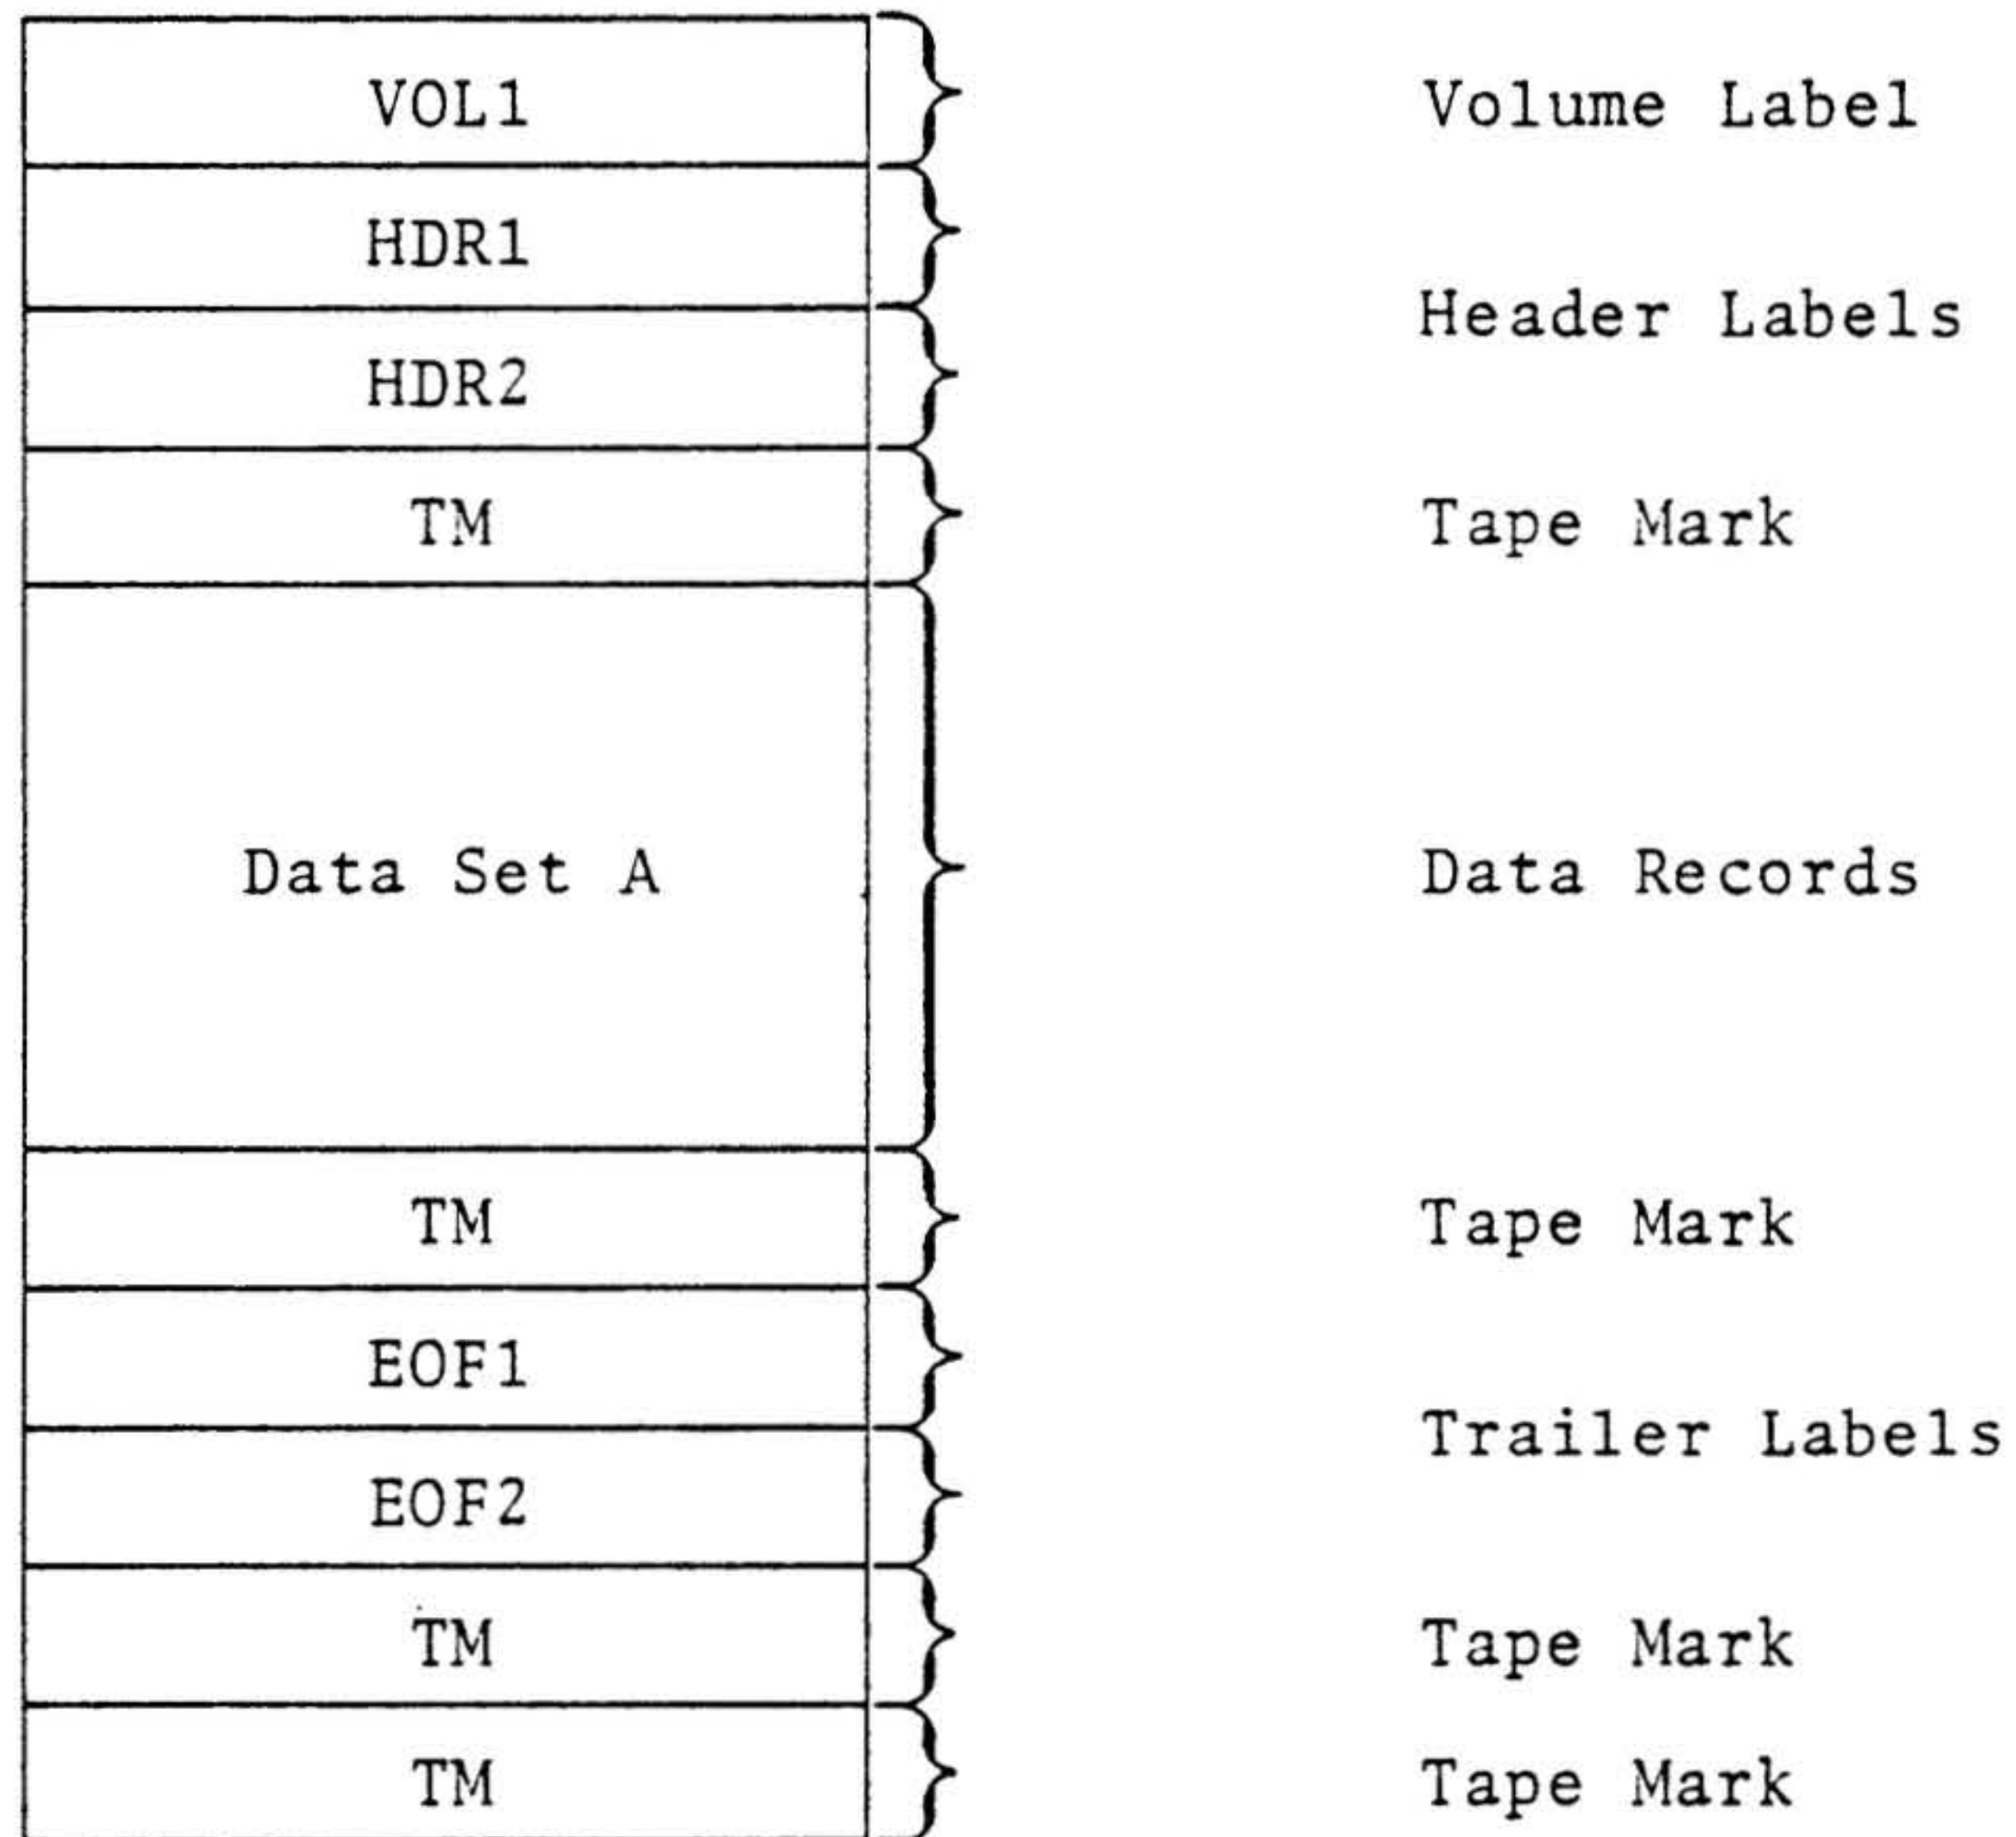 VOL1 Volume Label
HDR1
Header Labels
HDR2
TM Tape Mark
Data Set A Data Records
TM Tape Mark
EOF1
Trailer Labels
EOF2
TM Tape Mark
TM Tape Mark